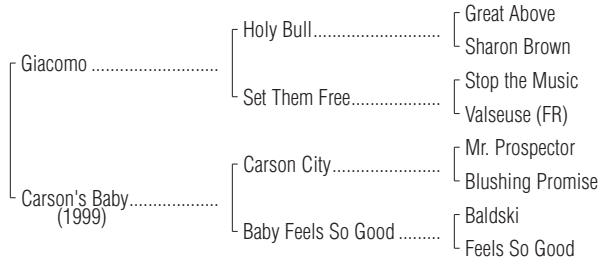 Great Above
Holy Bull..........................
Sharon Brown
Giacomo ..........................
Stop the Music
Set Them Free..................
Valseuse (FR)
Mr. Prospector
Carson City......................
Blushing Promise
Carson's Baby..................
(1999)
Baldski
Baby Feels So Good ........
Feels So Good